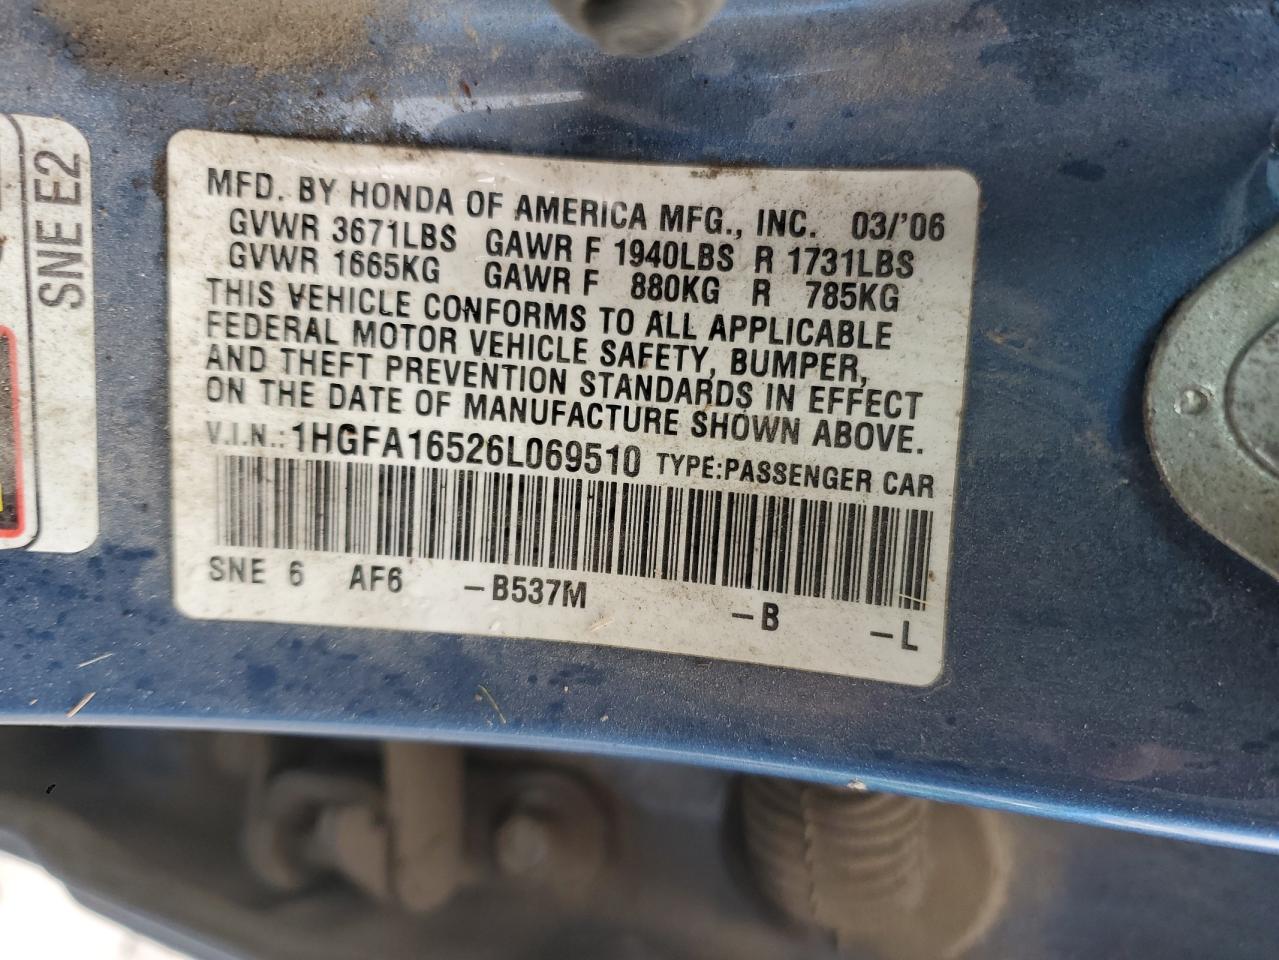 SNE E2
MFD. BY HONDA OF AMERICA MFG., INC. 03/'06
GVWR 3671LBS GAWR F 1940LBS R 1731LBS
GVWR 1665KG GAWR F 880KG R 785KG
THIS VEHICLE CONFORMS TO ALL APPLICABLE
FEDERAL MOTOR VEHICLE SAFETY, BUMPER,
AND THEFT PREVENTION STANDARDS IN EFFECT
ON THE DATE OF MANUFACTURE SHOWN ABOVE.
V.I.N.: 1HGFA16526L069510 TYPE:PASSENGER CAR
SNE 6 AF6 -B537M -B -L